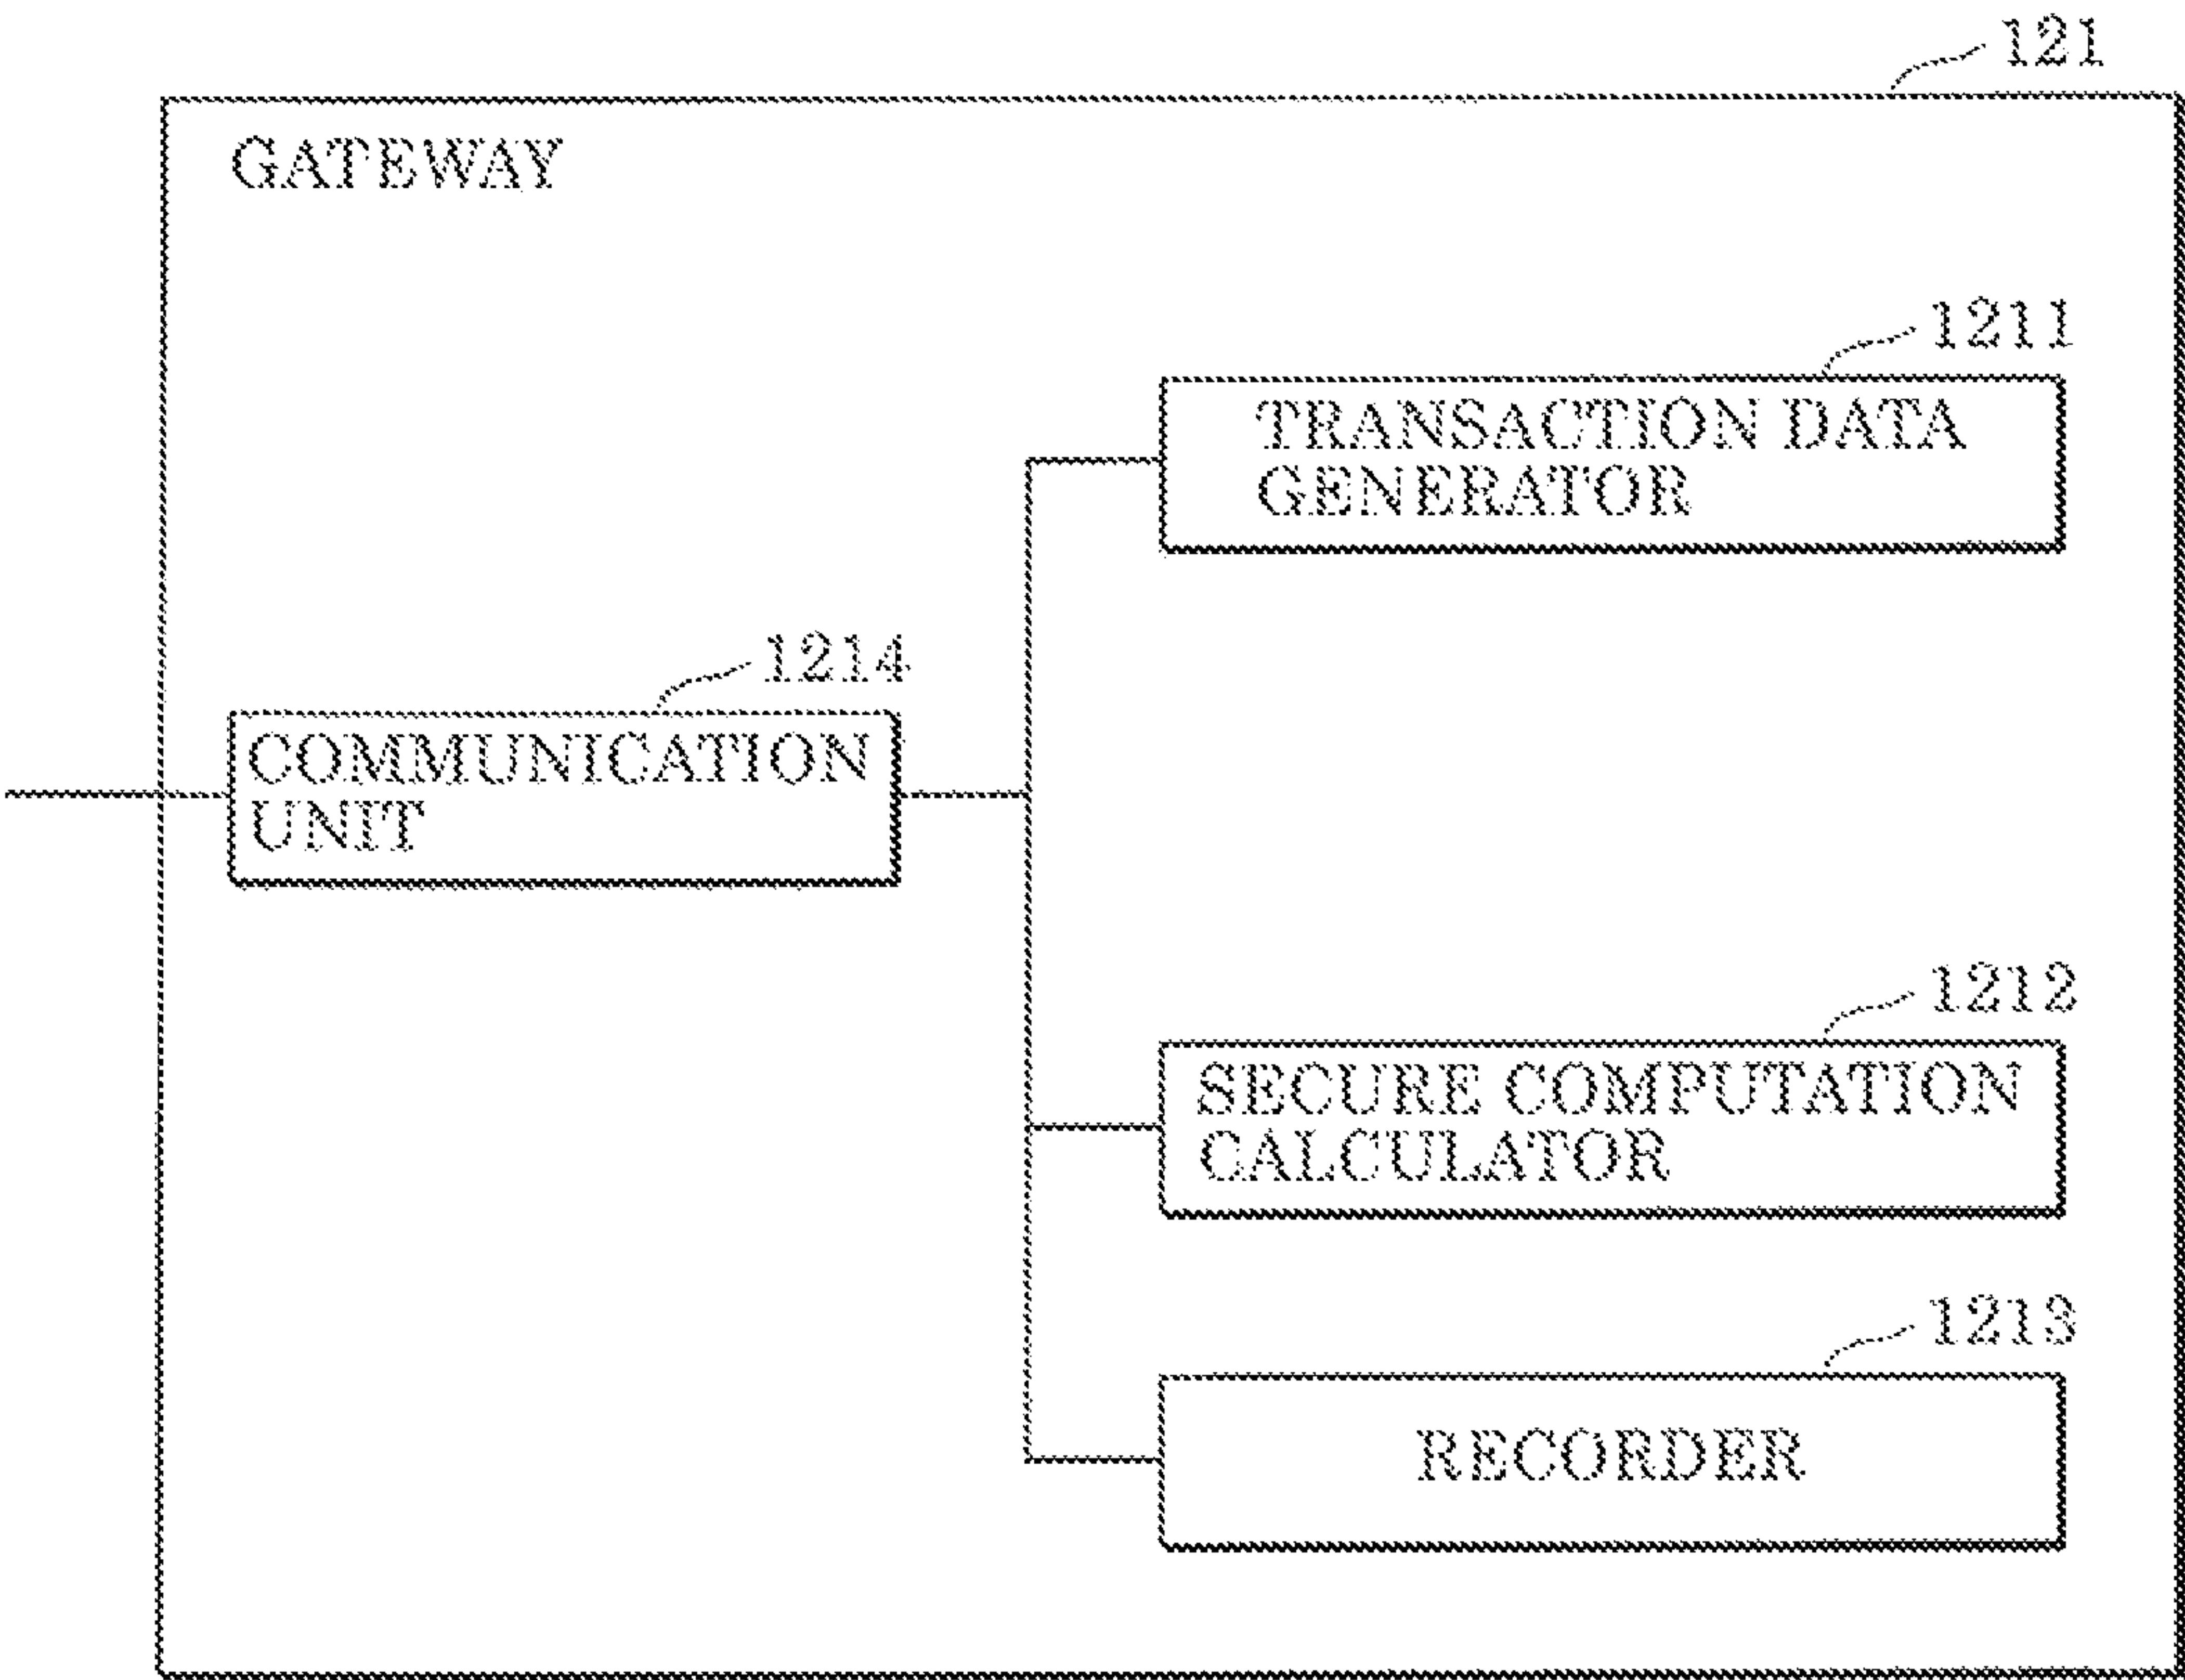 121
GATEWAY
1211
TRANSACTION DATA
GENERATOR
1214
COMMUNICATION
UNIT
1212
SECURE COMPUTATION
CALCULATOR
1213
RECORDER